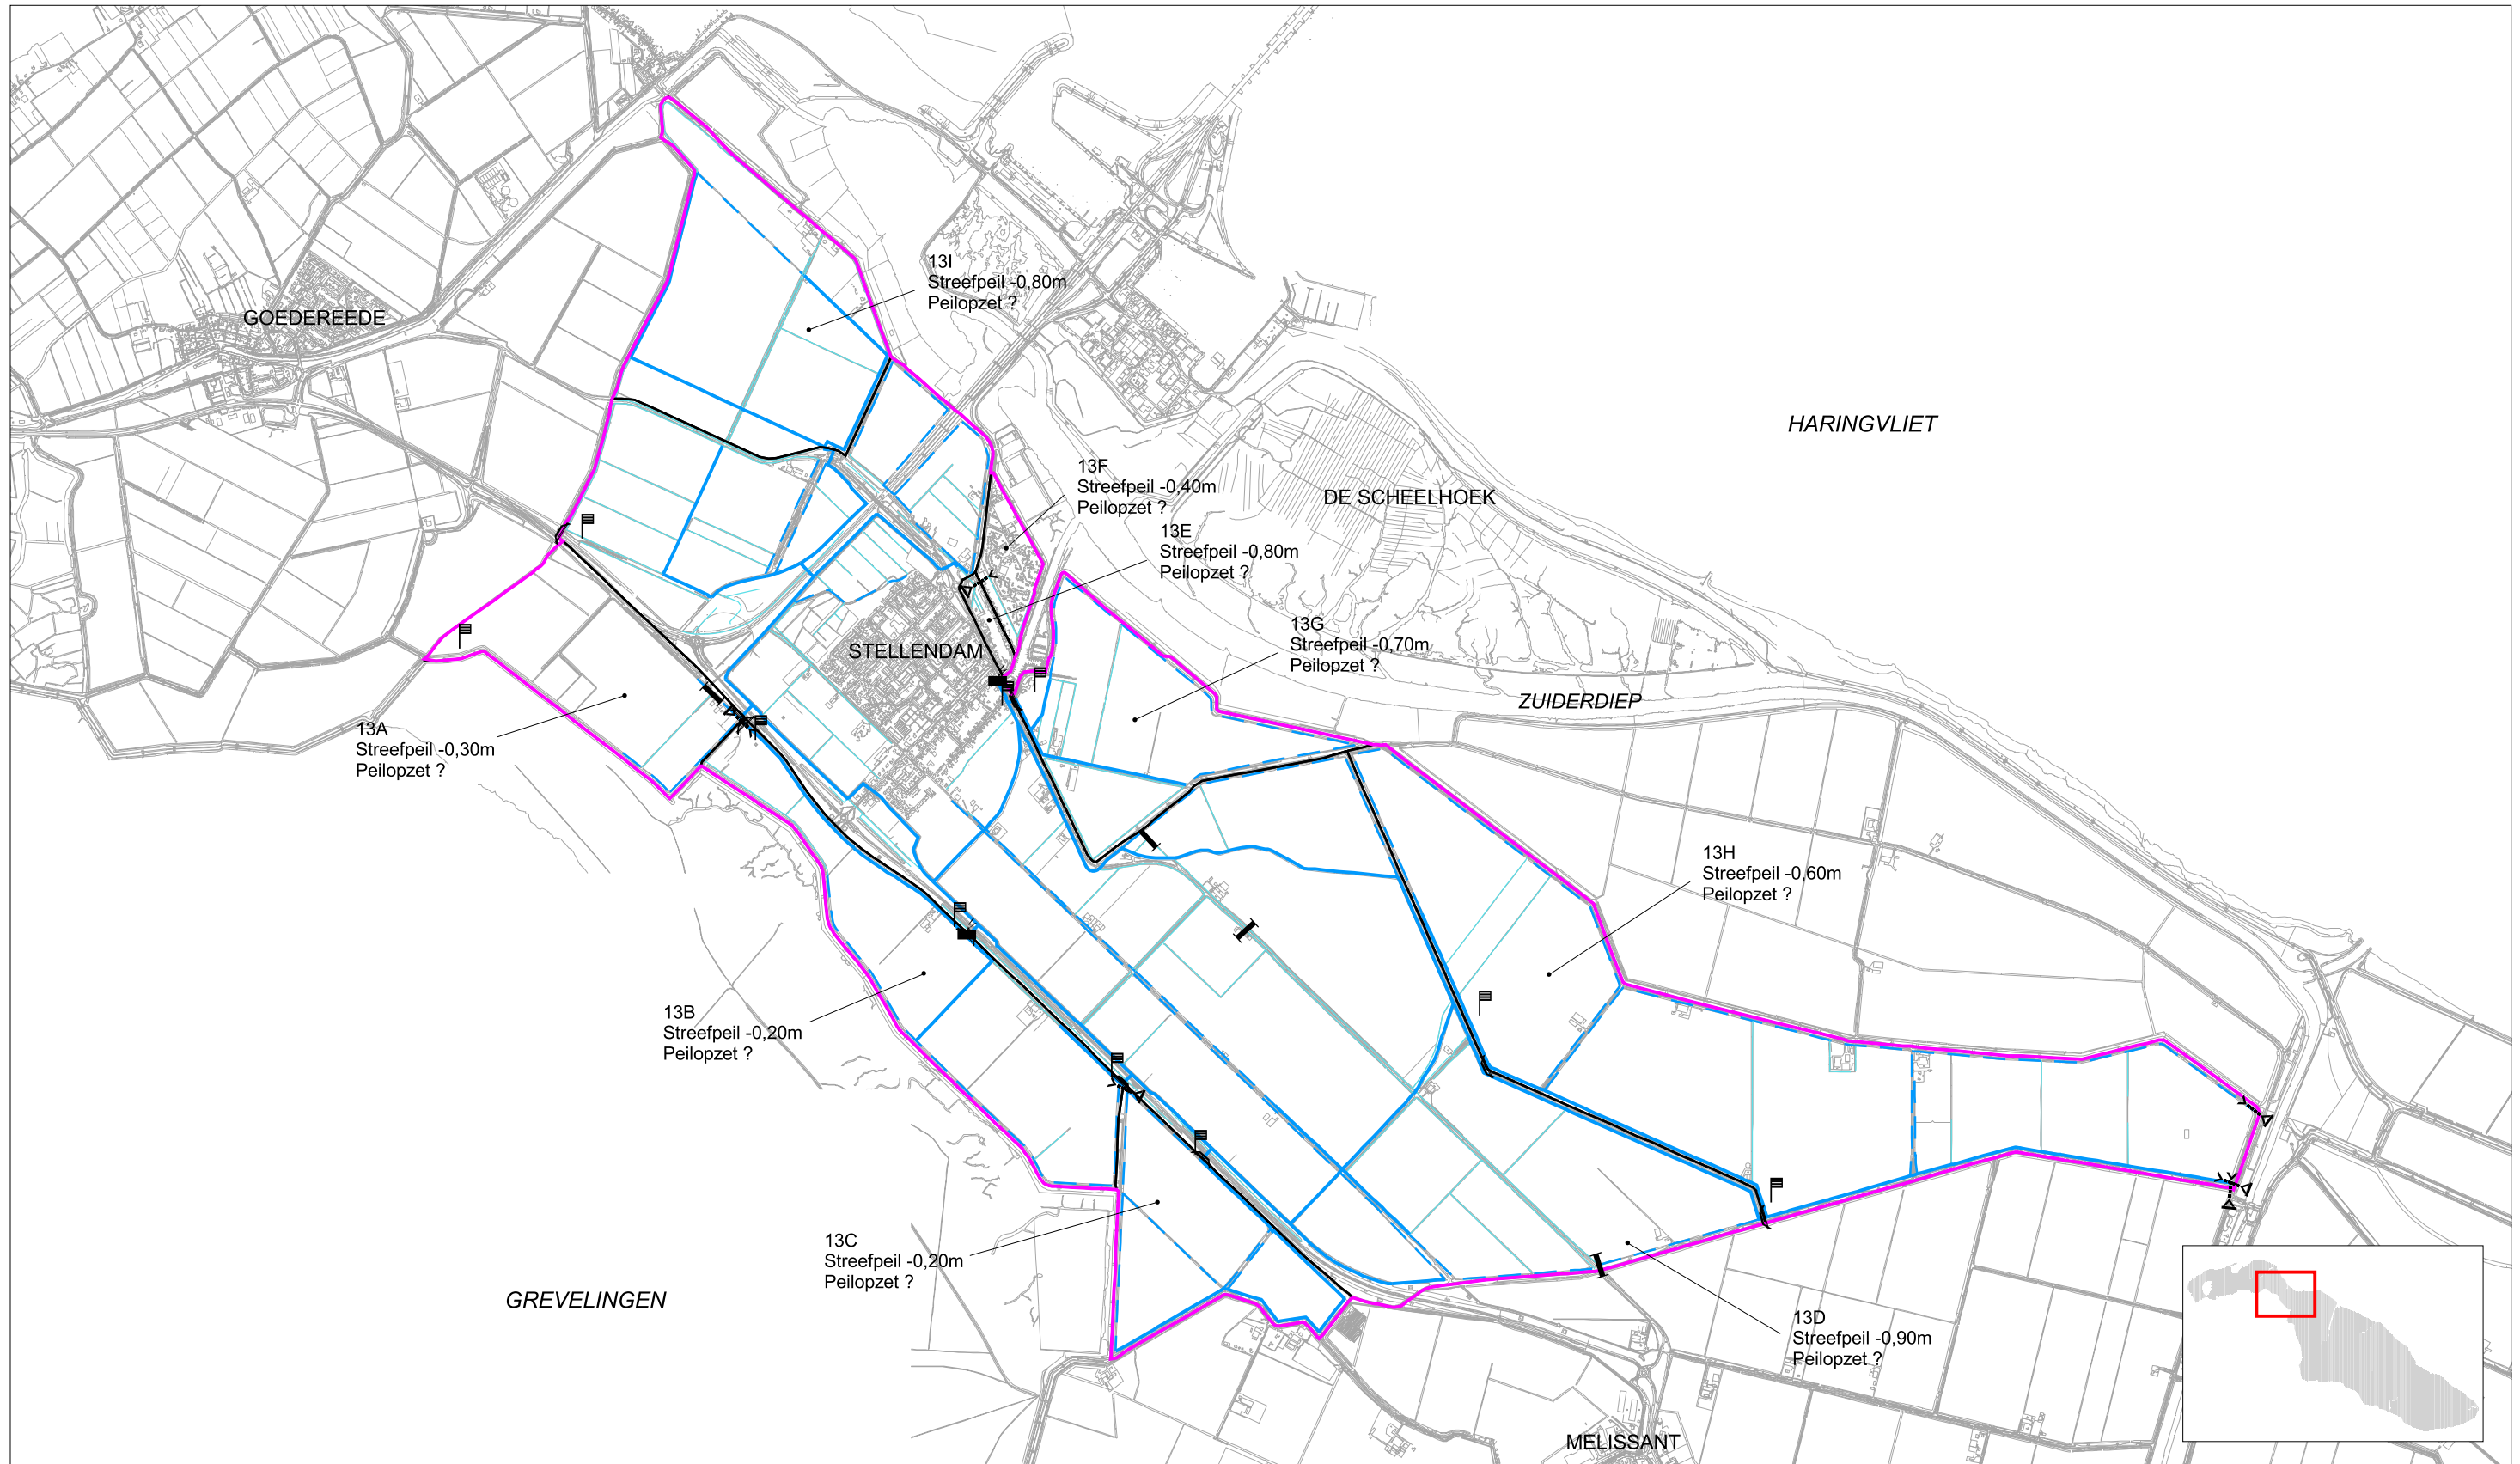 13I
Streefpeil -0,80m
Peilopzet ?
GOEDEREEDE
HARINGVLIET
13F
Streefpeil -0,40m
Peilopzet ?
DE SCHEELHOEK
13E
Streefpeil -0,80m
Peilopzet ?
13G
Streefpeil -0,70m
Peilopzet ?
STELLENDAM
ZUIDERDIEP
13A
Streefpeil -0,30m
Peilopzet ?
13H
Streefpeil -0,60m
Peilopzet ?
13B
Streefpeil -0,20m
Peilopzet ?
13C
Streefpeil -0,20m
Peilopzet ?
GREVELINGEN
13D
Streefpeil -0,90m
Peilopzet ?
MELISSANT